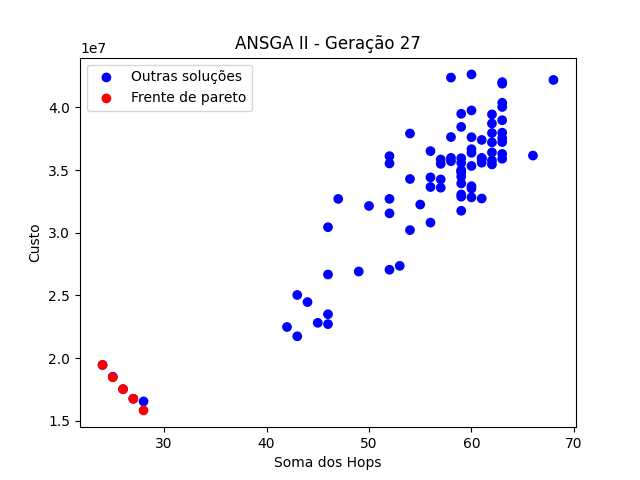 ANSGA II - Geração 27
1e7
Outras soluções
Frente de pareto
4.0
3.5
3.0
2.5
2.0
1.5
Custo
30
40
50
60
70
Soma dos Hops